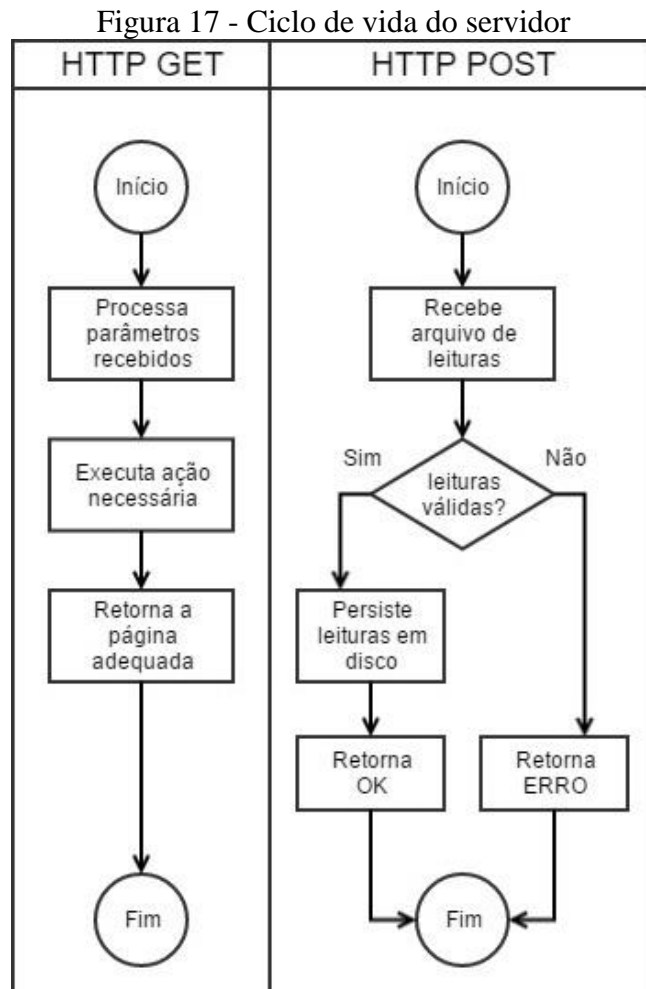 Figura 17 - Ciclo de vida do servidor
HTTP GET
Início
Processa
parâmetros
recebidos
Executa ação
necessária
Retorna a
página
adequada
Fim
HTTP POST
Início
Recebe
arquivo de
leituras
leituras
válidas?
Sim
Não
Persiste
leituras em
disco
Retorna
OK
Retorna
ERRO
Fim